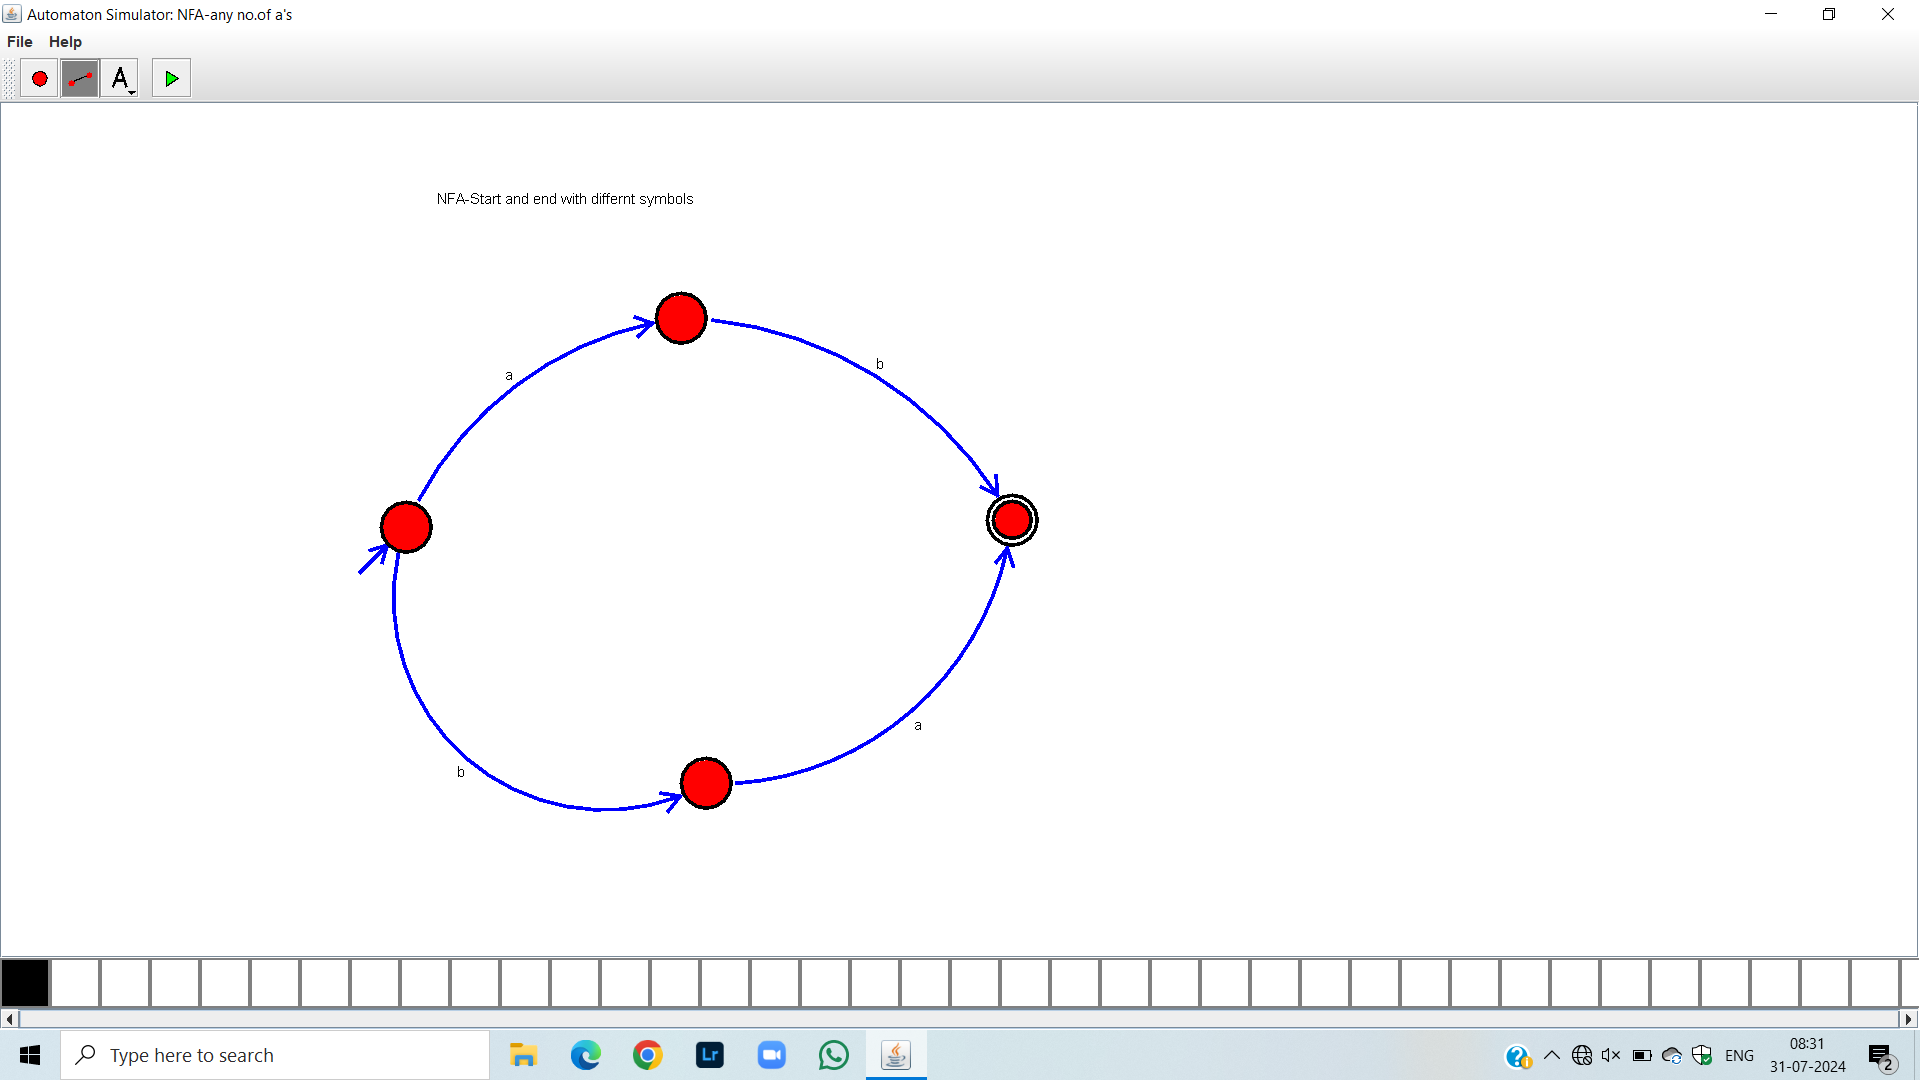 Automaton Simulator: NFA-any no.of a's
File Help
A
NFA-Start and end with differnt symbols
a
b
b
a
Type here to search
Lr
ENG
08:31
31-07-2024
2